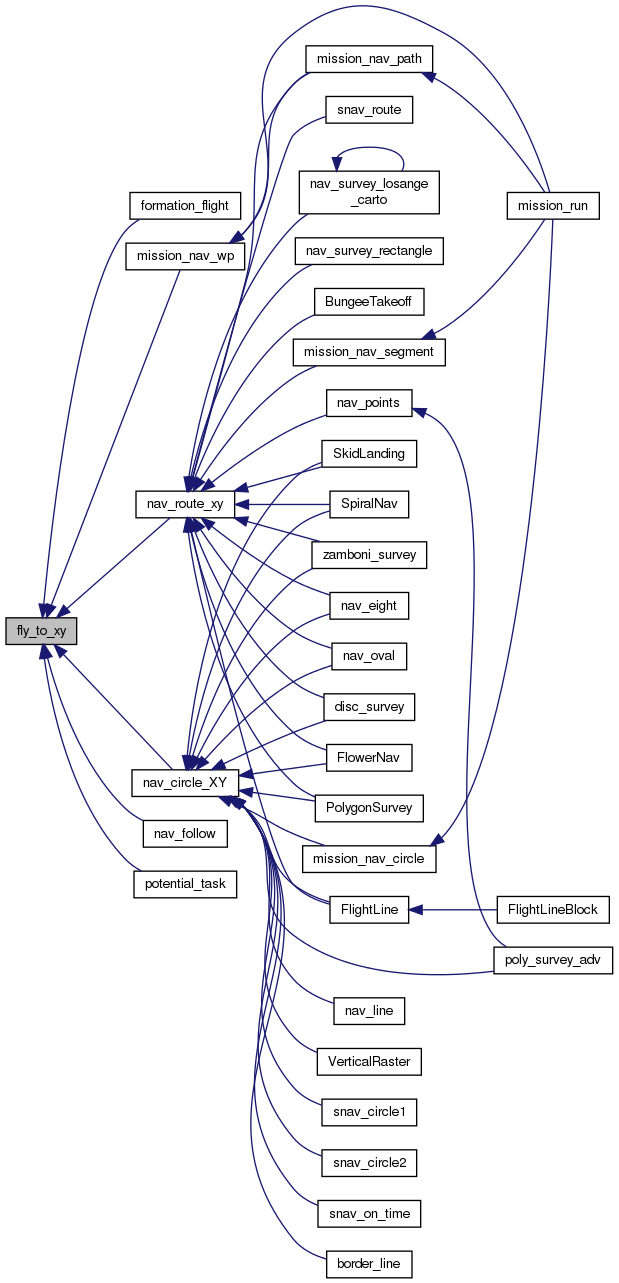 mission_nav_path
snav_route
nav_survey_losange
_carto
formation_flight
mission_run
mission_nav_wp
nav_survey_rectangle
BungeeTakeoff
mission_nav_segment
nav_points
SkidLanding
nav_route_xy
SpiralNav
zamboni_survey
nav_eight
fly_to_xy
nav_oval
disc_survey
FlowerNav
nav_circle_XY
PolygonSurvey
nav_follow
mission_nav_circle
potential_task
FlightLine
FlightLineBlock
poly_survey_adv
nav_line
VerticalRaster
snav_circle1
snav_circle2
snav_on_time
border_line